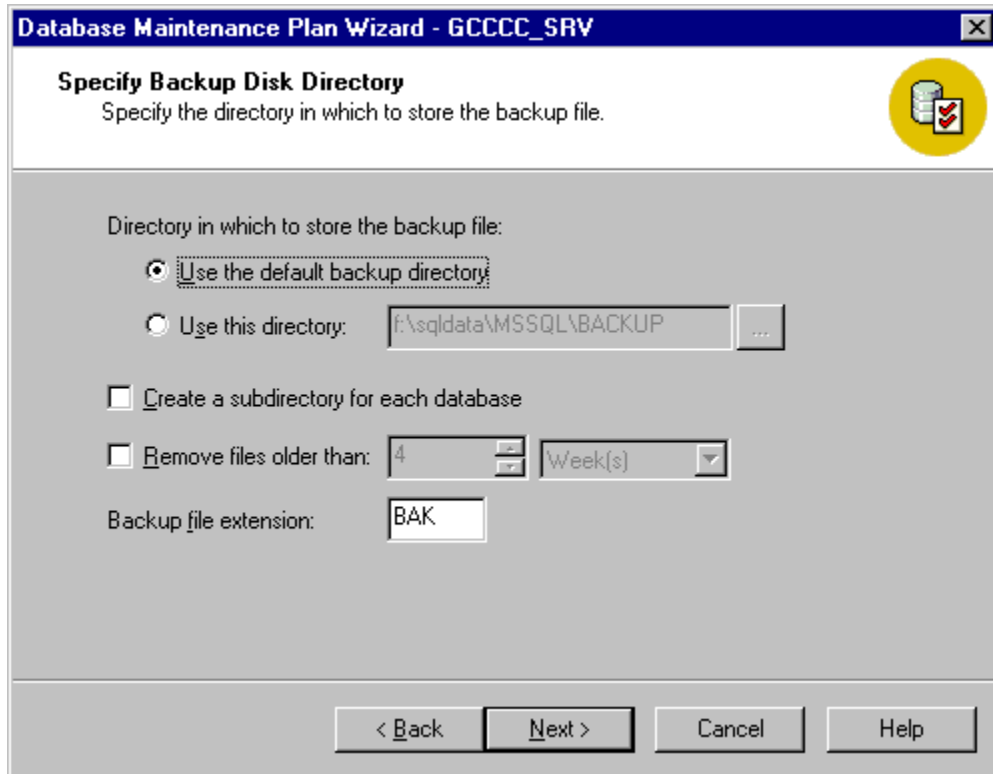 Database Maintenance Plan Wizard - GCCCC_SRV
Specify Backup Disk Directory
Specify the directory in which to store the backup file.
Directory in which to store the backup file:
Use the default backup directory
Use this directory: f:\sqldata\MSSQL\BACKUP ...
Create a subdirectory for each database
Remove files older than: 4 Week(s)
Backup file extension: BAK
< Back Next > Cancel Help